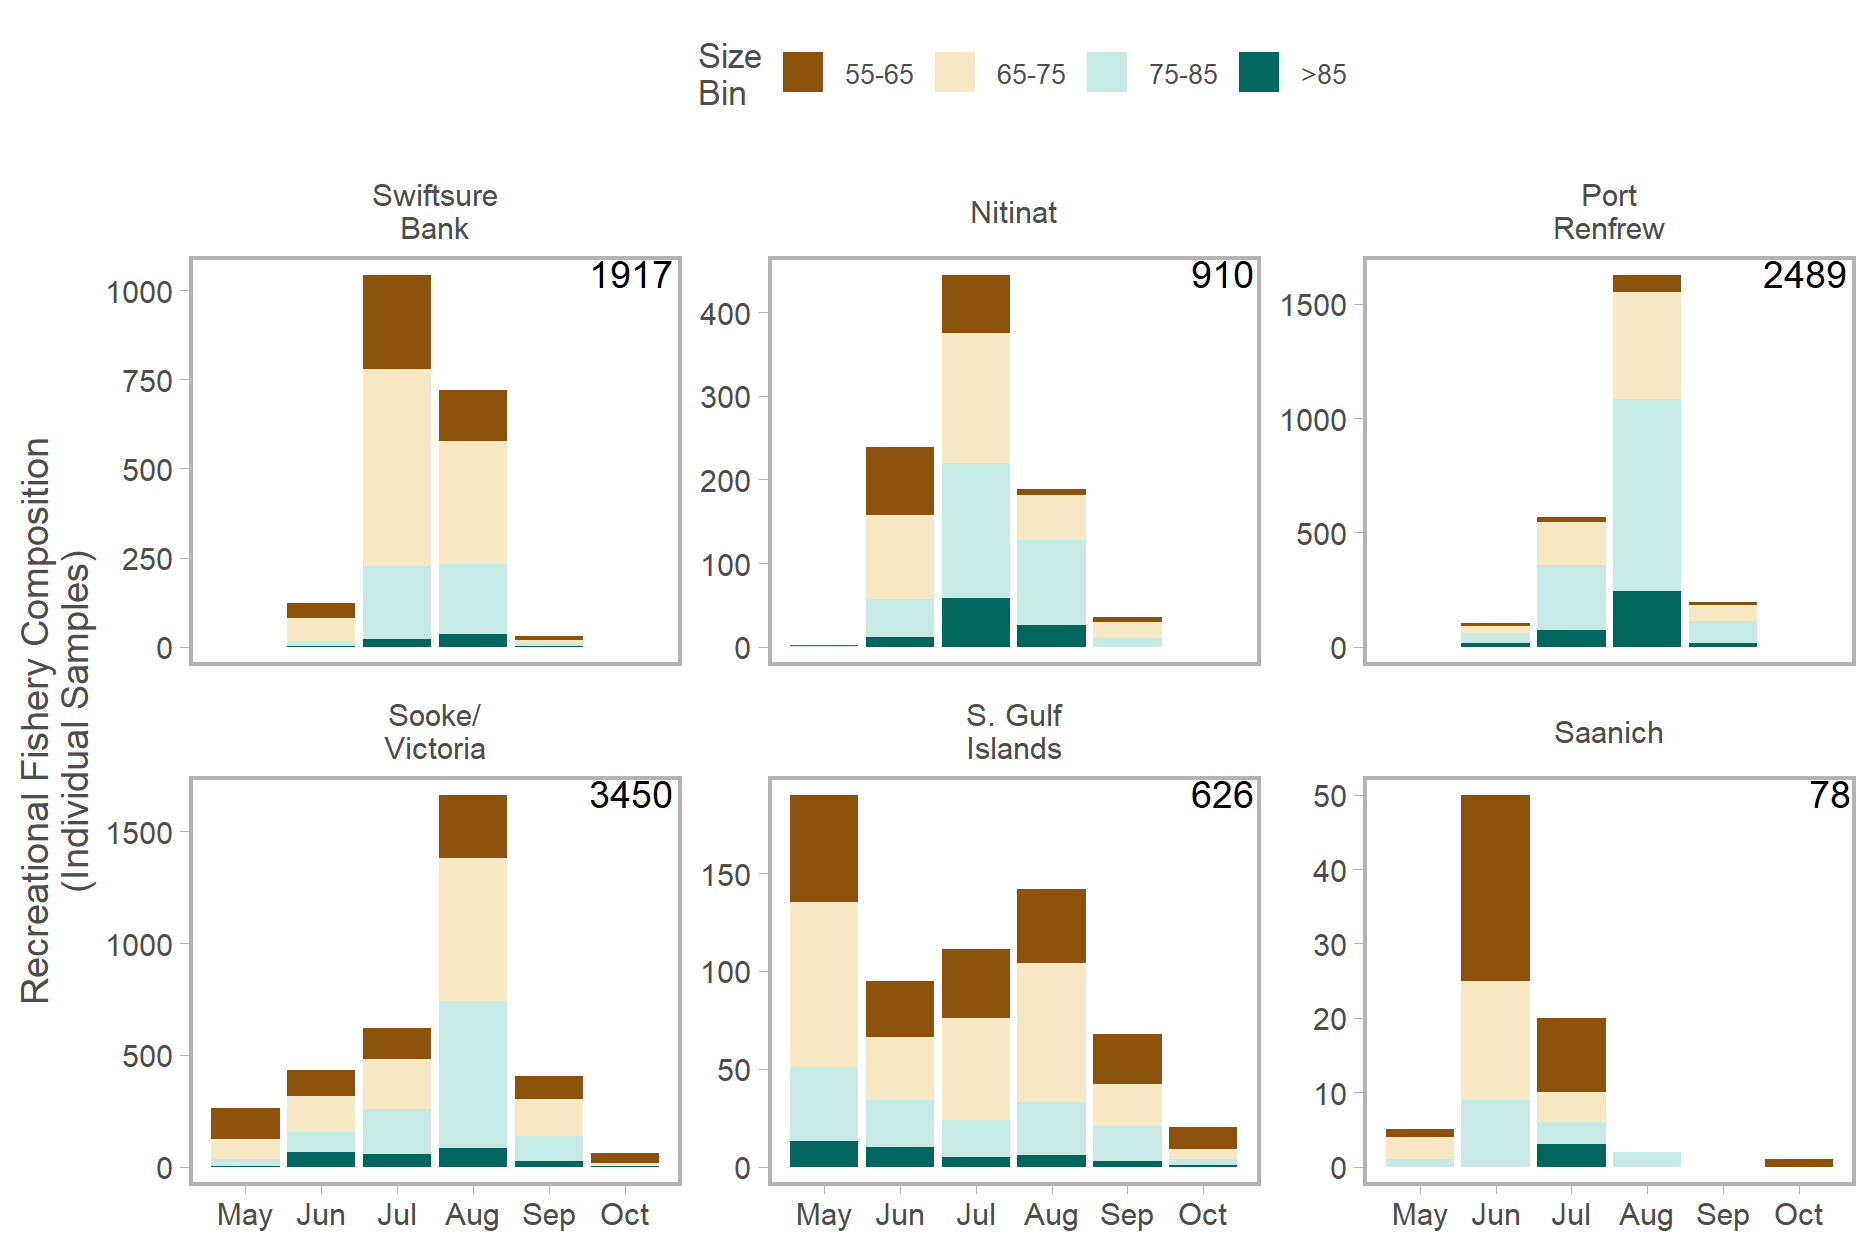 Size
Bin
55-65
65-75
75-85
>85
Swiftsure
Bank
Nitinat
Port
Renfrew
1917
910
2489
1000
750
500
250
0
400
300
200
100
0
1500
1000
500
0
Recreational Fishery Composition
(Individual Samples)
Sooke/
Victoria
S. Gulf
Islands
Saanich
3450
626
78
1500
1000
500
0
150
100
50
0
50
40
30
20
10
0
May Jun Jul Aug Sep Oct
May Jun Jul Aug Sep Oct
May Jun Jul Aug Sep Oct